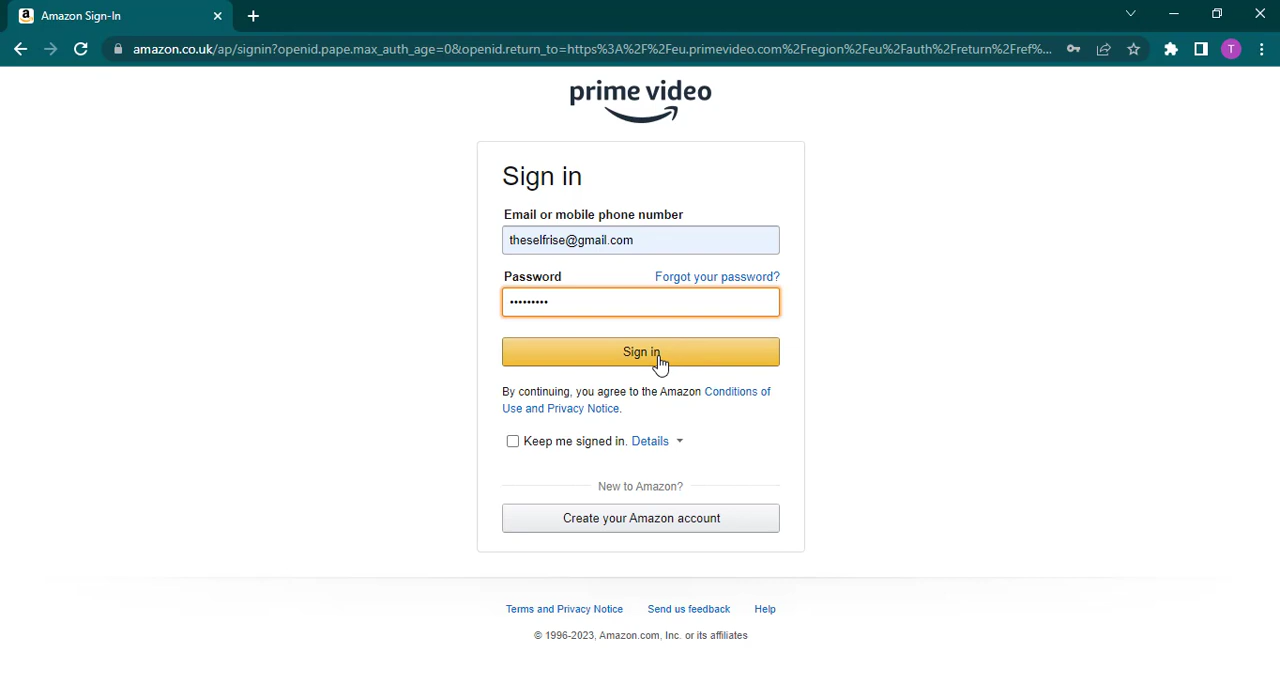 Amazon Sign-In
amazon.co.uk/ap/signin?openid.pape.max_auth_age=0&openid.return_to=https%3A%2F%2Feu.primevideo.com%2Fregion%2Feu%2Fauth%2Freturn%2Fref%...
T
prime video
Sign in
Email or mobile phone number
theselfrise@gmail.com
Password Forgot your password?
•••••••••
Sign in
By continuing, you agree to the Amazon Conditions of
Use and Privacy Notice.
Keep me signed in. Details
New to Amazon?
Create your Amazon account
Terms and Privacy Notice Send us feedback Help
© 1996-2023, Amazon.com, Inc. or its affiliates